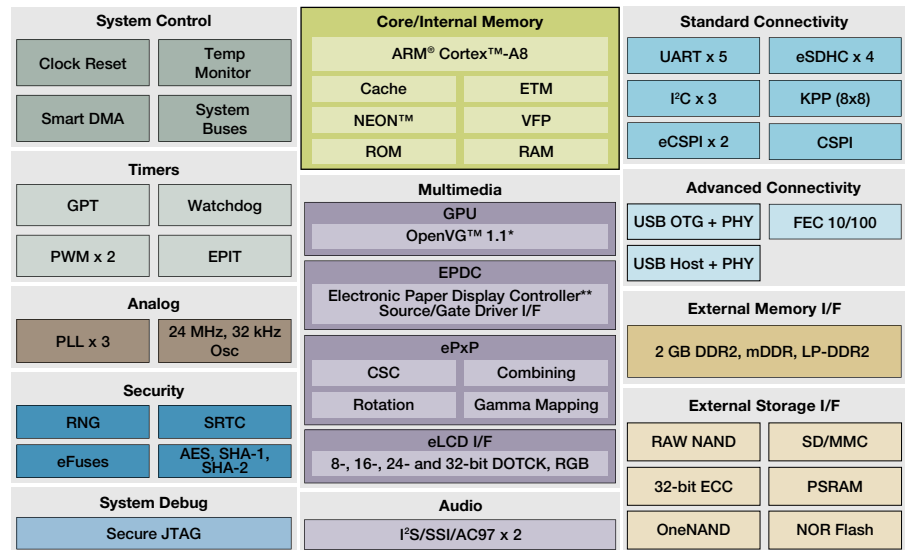 System Control
Clock Reset
Temp
Monitor
Smart DMA
System
Buses
Timers
GPT
Watchdog
PWM x 2
EPIT
Analog
PLL x 3
24 MHz, 32 kHz
Osc
Security
RNG
SRTC
eFuses
AES, SHA-1,
SHA-2
System Debug
Secure JTAG
Core/Internal Memory
ARM® Cortex™-A8
Cache
ETM
NEON™
VFP
ROM
RAM
Multimedia
GPU
OpenVG™ 1.1*
EPDC
Electronic Paper Display Controller**
Source/Gate Driver I/F
ePxP
CSC
Combining
Rotation
Gamma Mapping
eLCD I/F
8-, 16-, 24- and 32-bit DOTCK, RGB
Audio
I²S/SSI/AC97 x 2
Standard Connectivity
UART x 5
eSDHC x 4
I²C x 3
KPP (8x8)
eCSPI x 2
CSPI
Advanced Connectivity
USB OTG + PHY
FEC 10/100
USB Host + PHY
External Memory I/F
2 GB DDR2, mDDR, LP-DDR2
External Storage I/F
RAW NAND
SD/MMC
32-bit ECC
PSRAM
OneNAND
NOR Flash